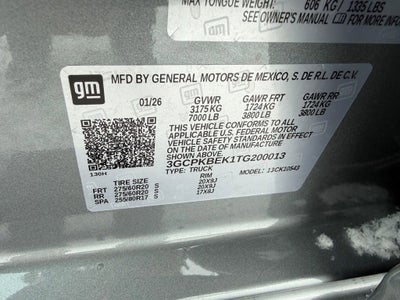 MAX TONGUE WEIGHT: 606 KG / 1335 LBS
SEE OWNER'S MANUAL FOR MORE INFOR
gm
MFD BY GENERAL MOTORS DE MEXICO, S. DE R.L. DE C.V.
01/26 GVWR GAWR FRT GAWR RR
3175 KG 1724 KG 1724 KG
7000 LB 3800 LB 3800 LB
THIS VEHICLE CONFORMS TO ALL
APPLICABLE U.S. FEDERAL MOTOR
VEHICLE SAFETY STANDARDS IN
EFFECT ON THE DATE OF
MANUFACTURE SHOWN ABOVE.
3GCPKBEK1TG200013
TYPE: TRUCK MODEL: 13CK10543
130H
TIRE SIZE RIM
FRT 275/60R20 S 20X9J
RR 275/60R20 S 20X9J
SPA 255/80R17 S 17X8J